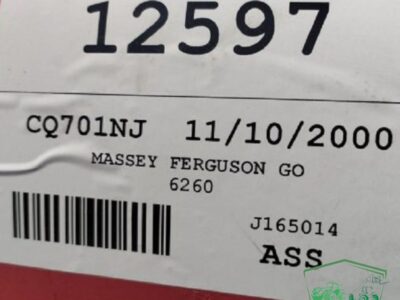 12597
CQ701NJ 11/10/2000
MASSEY FERGUSON GO
6260
J165014
ASS